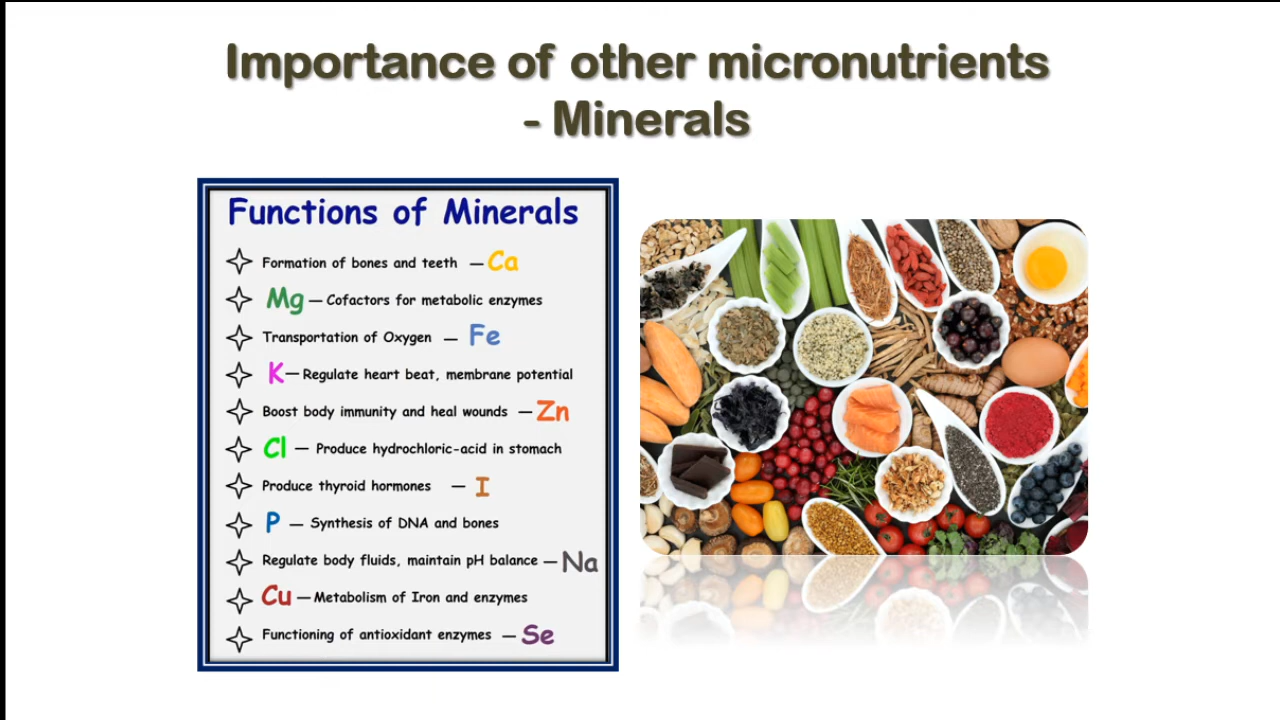 Importance of other micronutrients
- Minerals
Functions of Minerals
Formation of bones and teeth — Ca
Mg — Cofactors for metabolic enzymes
Transportation of Oxygen — Fe
K — Regulate heart beat, membrane potential
Boost body immunity and heal wounds — Zn
Cl — Produce hydrochloric-acid in stomach
Produce thyroid hormones — I
P — Synthesis of DNA and bones
Regulate body fluids, maintain pH balance — Na
Cu — Metabolism of Iron and enzymes
Functioning of antioxidant enzymes — Se